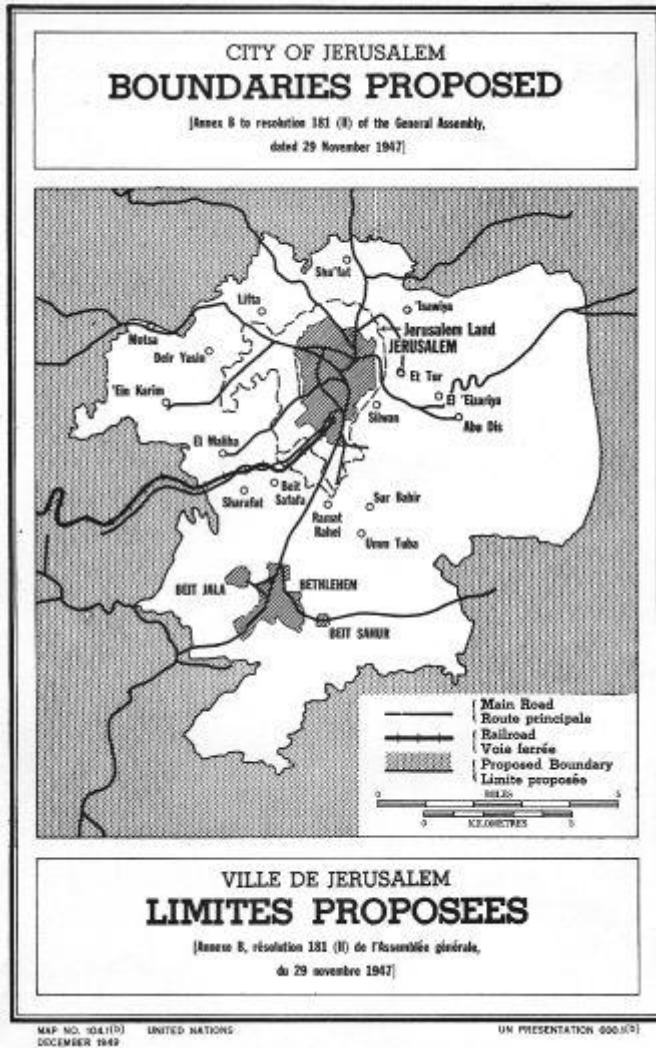 CITY OF JERUSALEM
BOUNDARIES PROPOSED
[Annex B to resolution 181 (II) of the General Assembly,
dated 29 November 1947]
Shu'fat
Lifta
'Isawiya
Jerusalem Land
JERUSALEM
Motsa
Deir Yasin
Et Tur
'Ein Karim
El 'Eizariya
Silwan
Abu Dis
El Maliha
Beit
Safafa
Sharafat
Sur Bahir
Ramat
Rahel
Umm Tuba
BEIT JALA
BETHLEHEM
BEIT SAHUR
Main Road
Route principale
Railroad
Voie ferrée
Proposed Boundary
Limite proposée
0 MILES 5
0 KILOMETRES 5
VILLE DE JERUSALEM
LIMITES PROPOSEES
[Annexe B, résolution 181 (II) de l'Assemblée générale,
du 29 novembre 1947]
MAP NO. 104.1(b) UNITED NATIONS UN PRESENTATION
DECEMBER 1949